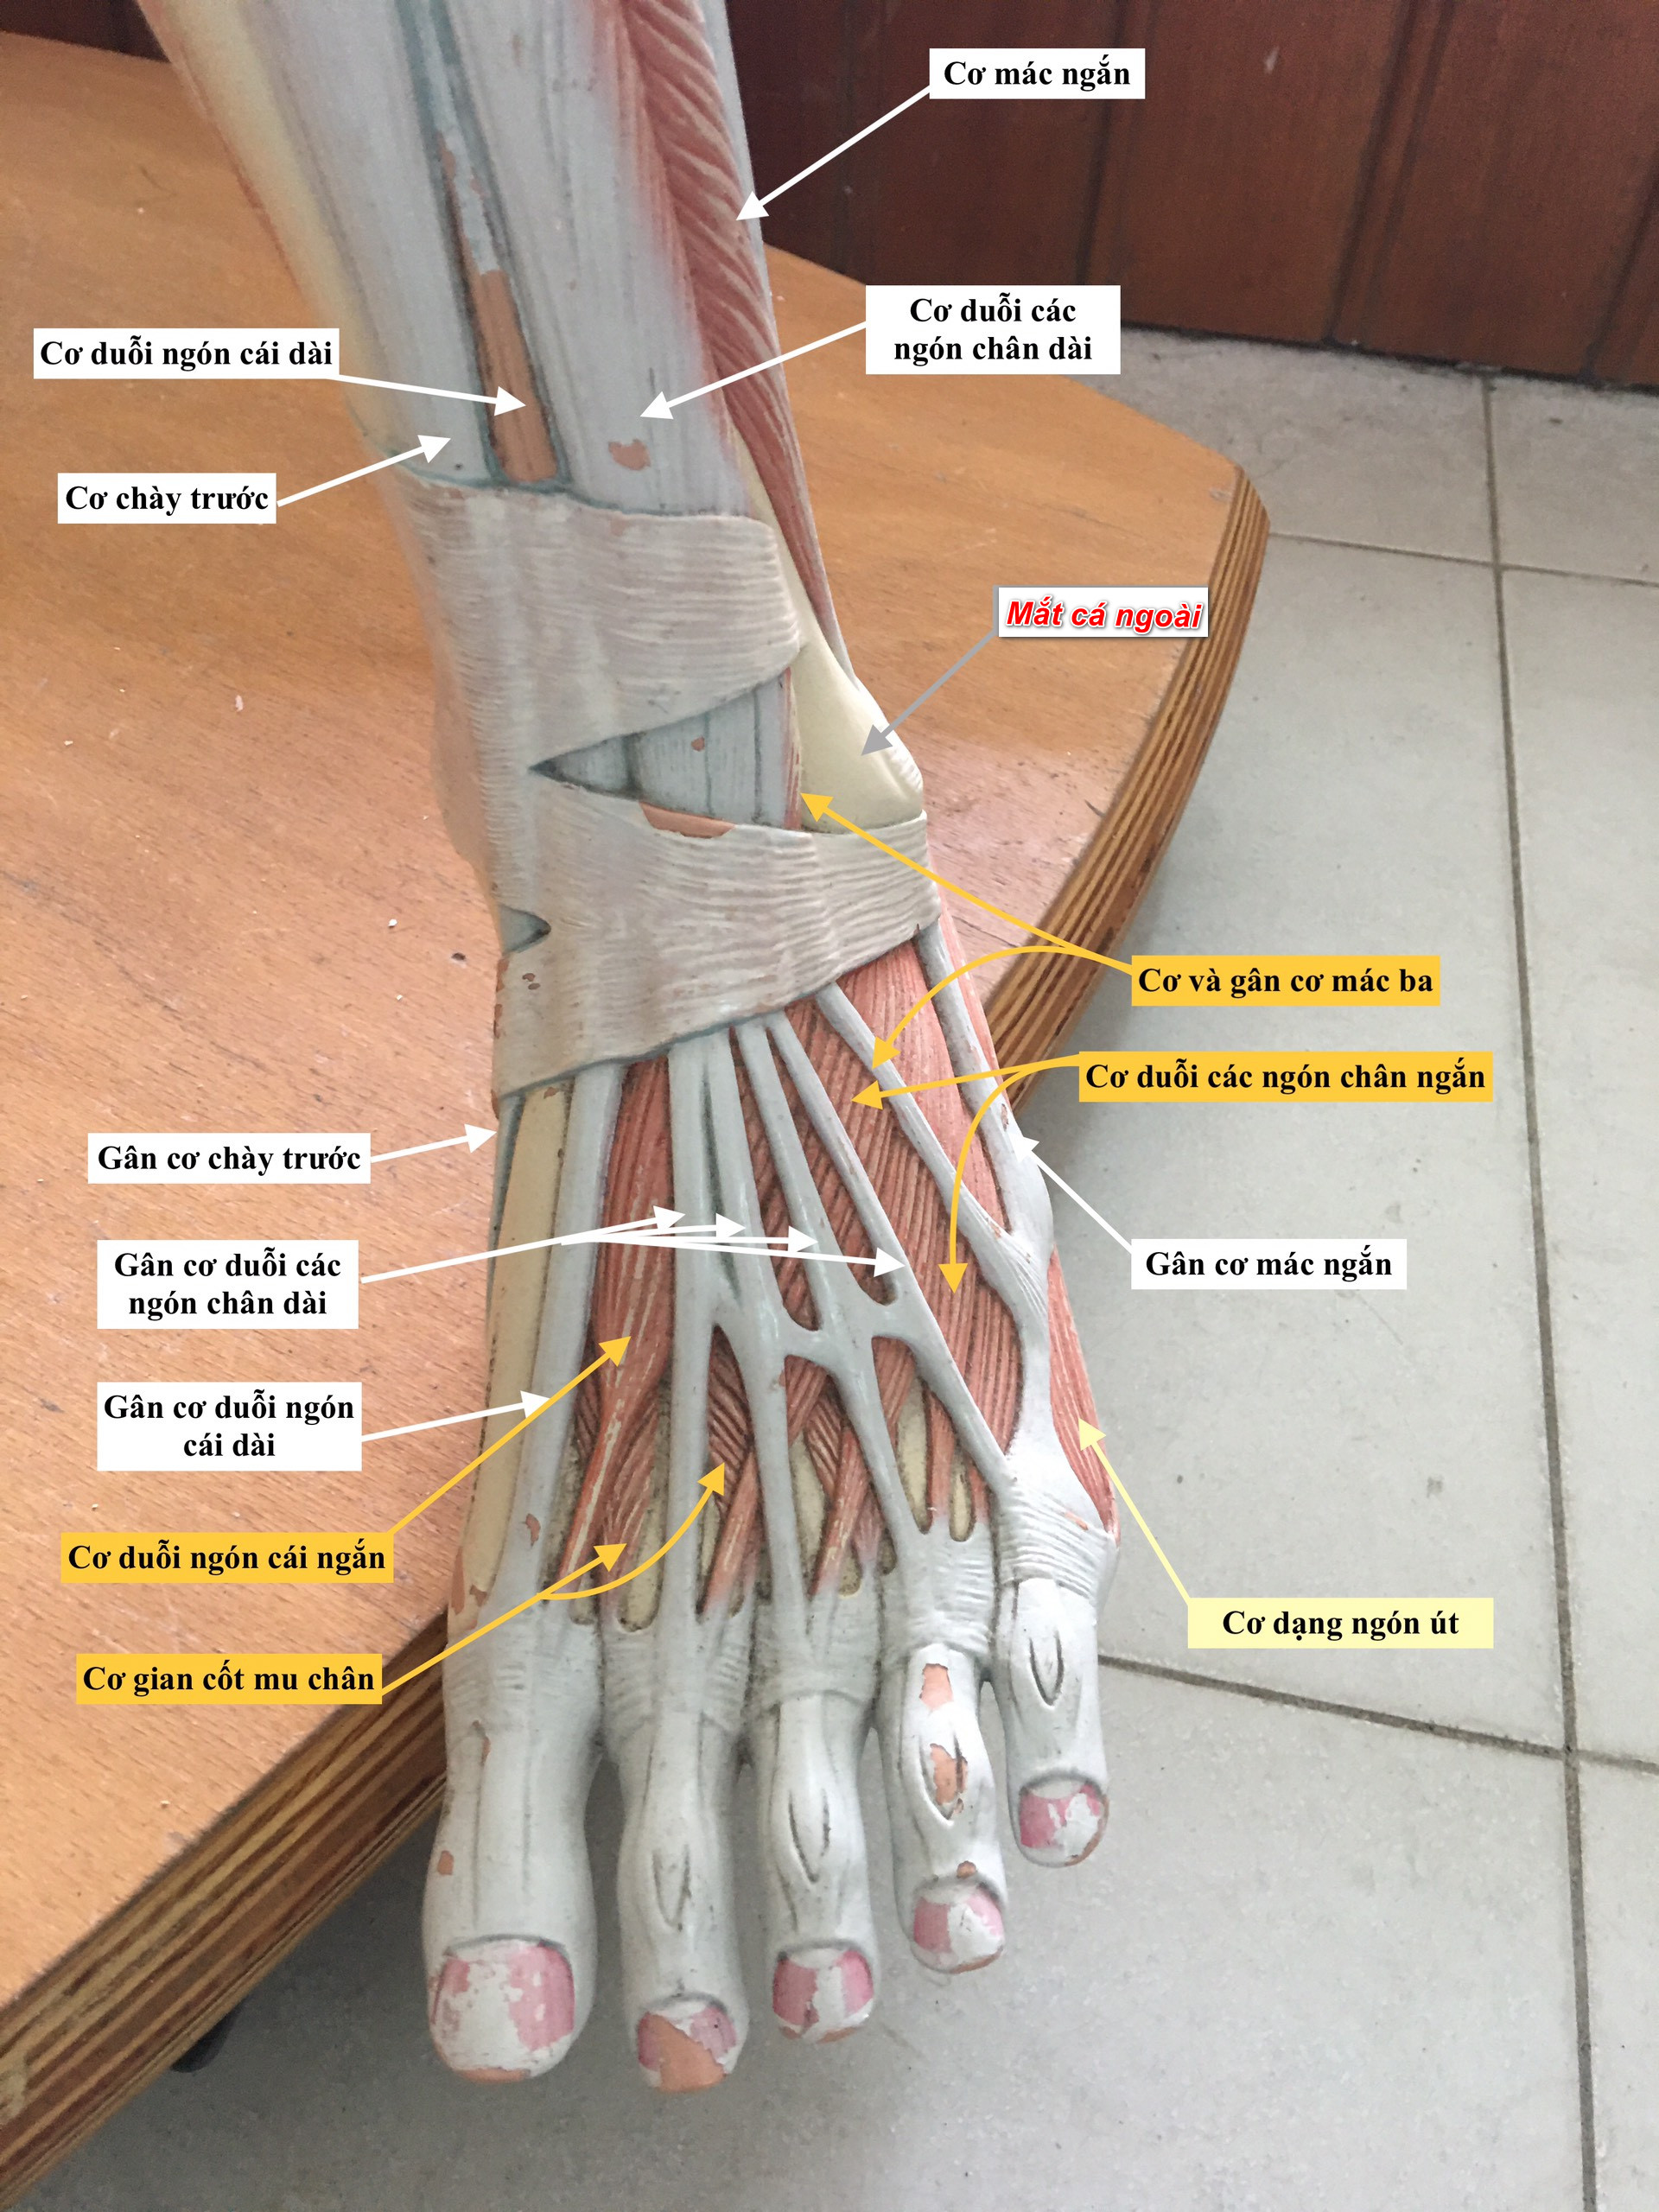 Cơ mác ngắn
Cơ duỗi các
ngón chân dài
Cơ duỗi ngón cái dài
Cơ chày trước
Mắt cá ngoài
Cơ và gân cơ mác ba
Cơ duỗi các ngón chân ngắn
Gân cơ chày trước
Gân cơ duỗi các
ngón chân dài
Gân cơ mác ngắn
Gân cơ duỗi ngón
cái dài
Cơ duỗi ngón cái ngắn
Cơ dạng ngón út
Cơ gian cốt mu chân